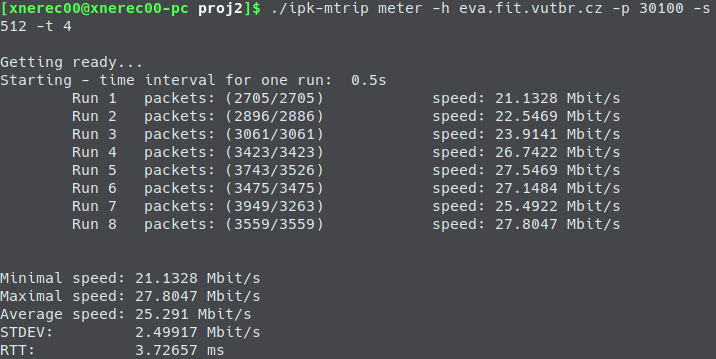 [xnerec00@xnerec00-pc proj2]$ ./ipk-mtrip meter -h eva.fit.vutbr.cz -p 30100 -s
512 -t 4
Getting ready...
Starting - time interval for one run:  0.5s
Run 1   packets: (2705/2705)            speed: 21.1328 Mbit/s
Run 2   packets: (2896/2886)            speed: 22.5469 Mbit/s
Run 3   packets: (3061/3061)            speed: 23.9141 Mbit/s
Run 4   packets: (3423/3423)            speed: 26.7422 Mbit/s
Run 5   packets: (3743/3526)            speed: 27.5469 Mbit/s
Run 6   packets: (3475/3475)            speed: 27.1484 Mbit/s
Run 7   packets: (3949/3263)            speed: 25.4922 Mbit/s
Run 8   packets: (3559/3559)            speed: 27.8047 Mbit/s
Minimal speed: 21.1328 Mbit/s
Maximal speed: 27.8047 Mbit/s
Average speed: 25.291 Mbit/s
STDEV:         2.49917 Mbit/s
RTT:           3.72657 ms